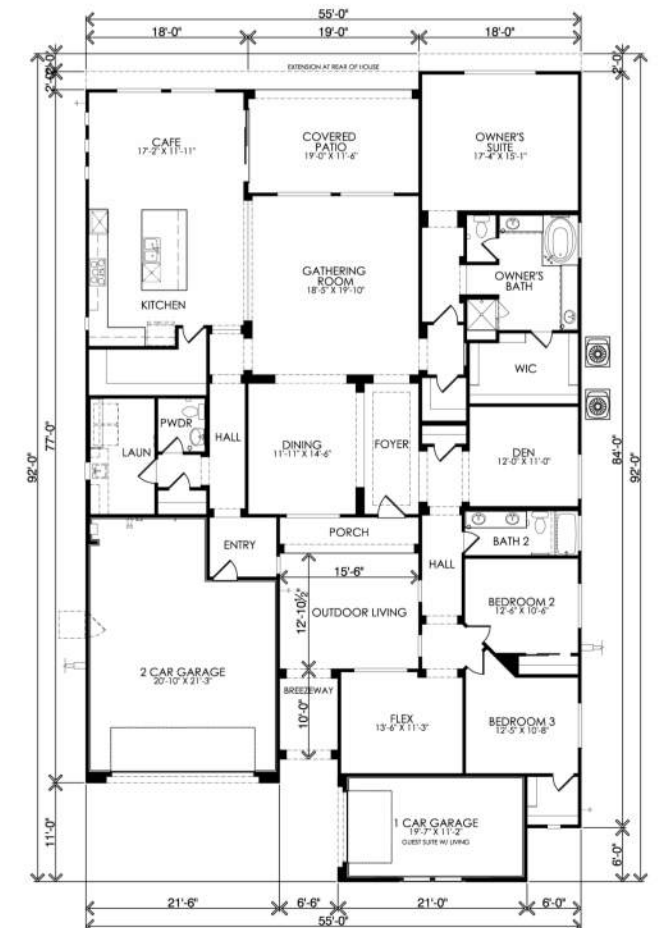 55'-0"
18'-0" 19'-0" 18'-0"
EXTENSION AT REAR OF HOUSE
2'-0"
2'-0"
2'-0"
CAFE
17'-2" X 11'-11"
COVERED
PATIO
19'-0" X 11'-6"
OWNER'S
SUITE
17'-4" X 15'-1"
KITCHEN
GATHERING
ROOM
18'-5" X 19'-10"
OWNER'S
BATH
WIC
PWDR
LAUN
HALL
DINING
11'-11" X 14'-6"
FOYER
DEN
12'-0" X 11'-0"
77'-0"
92'-0"
84'-0"
92'-0"
ENTRY
PORCH
15'-6"
HALL
BATH 2
12'-10½"
OUTDOOR LIVING
BEDROOM 2
12'-6" X 10'-6"
2 CAR GARAGE
20'-10" X 21'-3"
BREEZEWAY
10'-0"
FLEX
13'-6" X 11'-3"
BEDROOM 3
12'-5" X 10'-8"
1 CAR GARAGE
19'-7" X 11'-2"
GUEST SUITE W/ LIVING
11'-0"
6'-0"
21'-6" 6'-6" 21'-0" 6'-0"
55'-0"